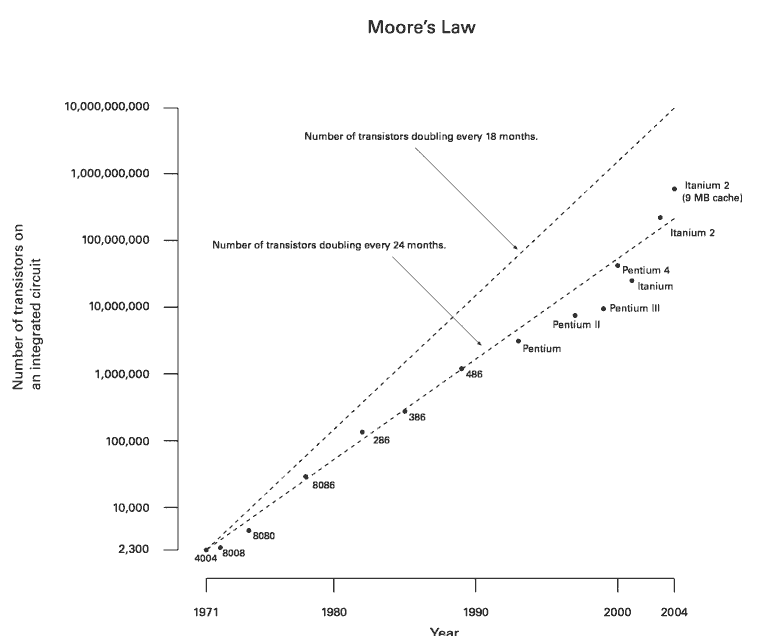 Moore's Law
10,000,000,000
Number of transistors doubling every 18 months.
1,000,000,000
Itanium 2
(9 MB cache)
Number of transistors on
an integrated circuit
100,000,000
Number of transistors doubling every 24 months.
Itanium 2
Pentium 4
Itanium
10,000,000
Pentium III
Pentium II
Pentium
1,000,000
486
386
100,000
286
8086
10,000
8080
2,300
8008
4004
1971
1980
1990
2000
2004
Year